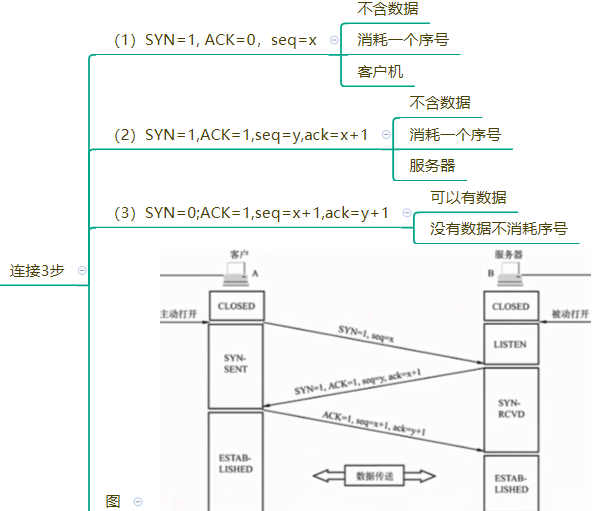 不含数据
(1) SYN=1, ACK=0, seq=x
消耗一个序号
客户机
不含数据
(2) SYN=1,ACK=1,seq=y,ack=x+1
消耗一个序号
服务器
可以有数据
(3) SYN=0;ACK=1,seq=x+1,ack=y+1
没有数据不消耗序号
连接3步
客户
服务器
A
B
CLOSED
CLOSED
主动打开
被动打开
SYN=1, seq=x
LISTEN
SYN-
SENT
SYN=1, ACK=1, seq=y, ack=x+1
SYN-
RCVD
ACK=1, seq=x+1, ack=y+1
ESTAB-
LISHED
数据传送
ESTAB-
LISHED
图